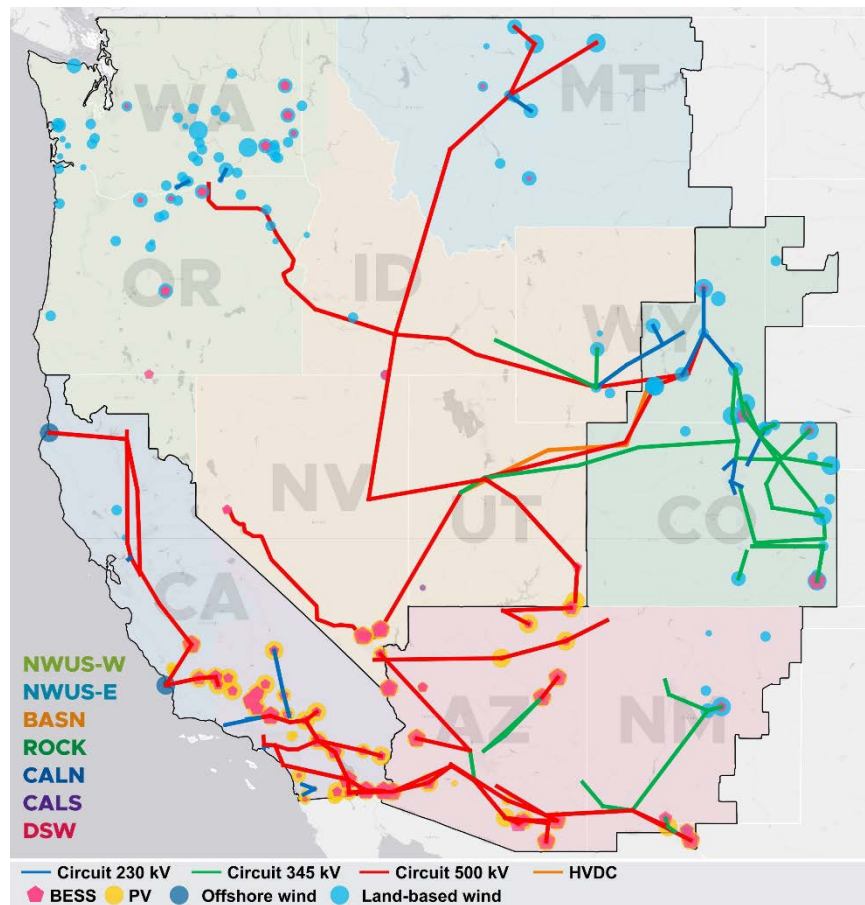 WA
MT
OR
ID
WY
NV
UT
CO
CA
AZ
NM
NWUS-W
NWUS-E
BASN
ROCK
CALN
CALS
DSW
Circuit 230 kV
Circuit 345 kV
Circuit 500 kV
HVDC
BESS
PV
Offshore wind
Land-based wind